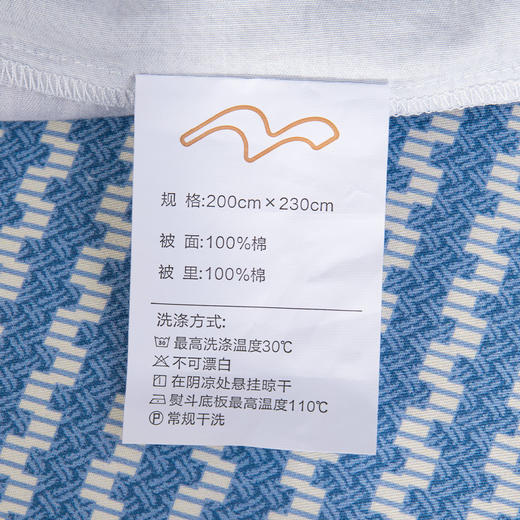 规 格:200cm×230cm
被 面:100%棉
被 里:100%棉
洗涤方式:
最高洗涤温度30℃
不可漂白
在阴凉处悬挂晾干
熨斗底板最高温度110℃
Ⓟ 常规干洗